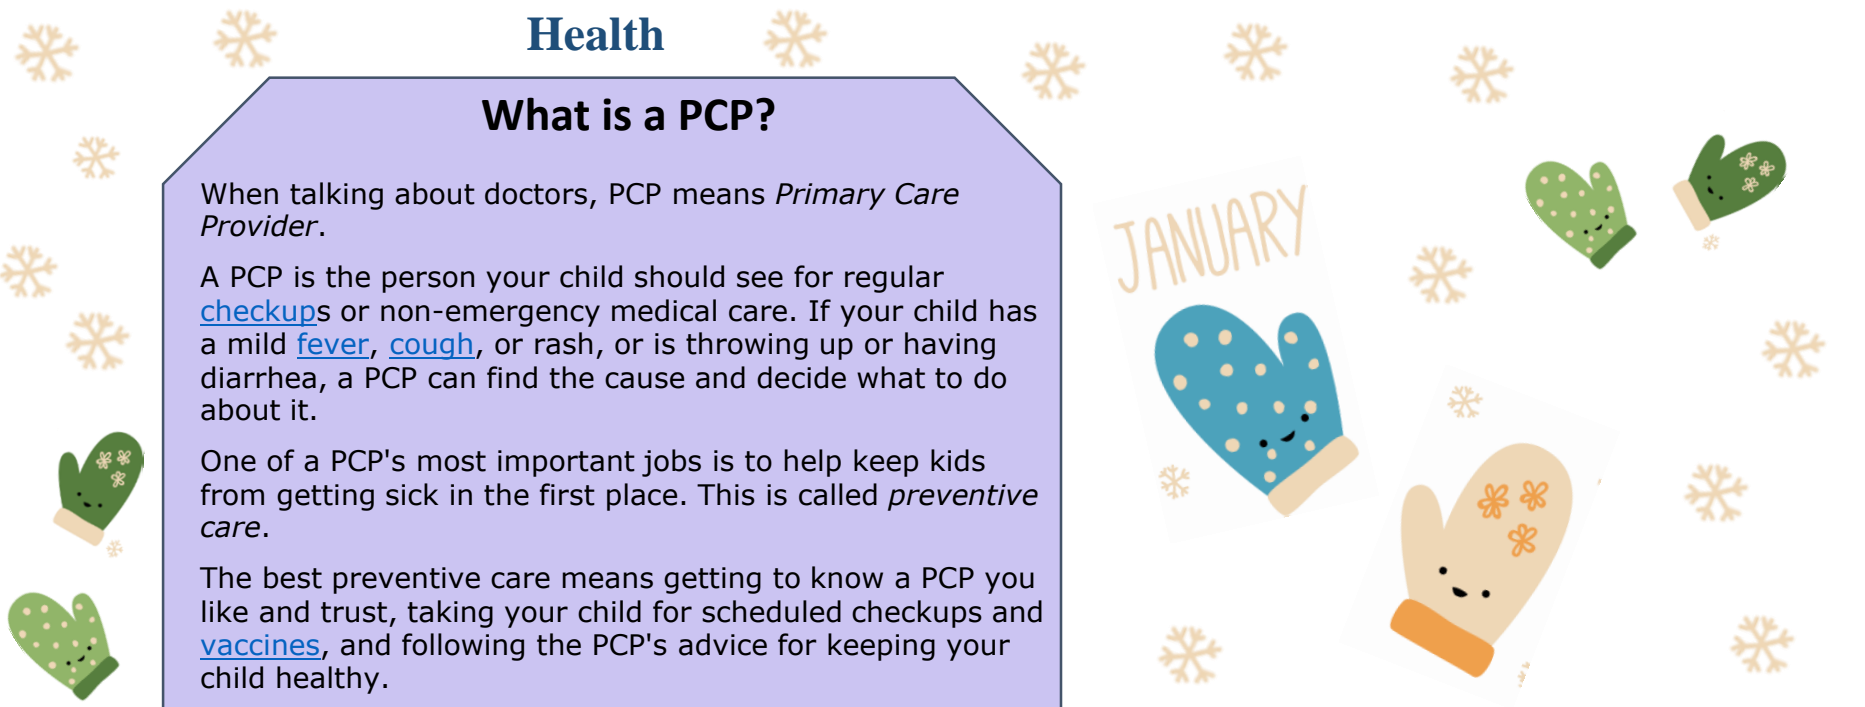 Health
What is a PCP?
When talking about doctors, PCP means Primary Care
Provider.
A PCP is the person your child should see for regular
checkups or non-emergency medical care. If your child has
a mild fever, cough, or rash, or is throwing up or having
diarrhea, a PCP can find the cause and decide what to do
about it.
One of a PCP's most important jobs is to help keep kids
from getting sick in the first place. This is called preventive
care.
The best preventive care means getting to know a PCP you
like and trust, taking your child for scheduled checkups and
vaccines, and following the PCP's advice for keeping your
child healthy.
JANUARY